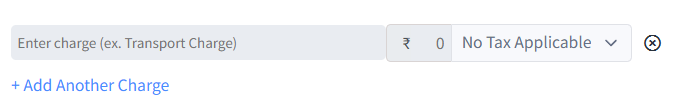 Enter charge (ex. Transport Charge) ₹ 0 No Tax Applicable
+ Add Another Charge